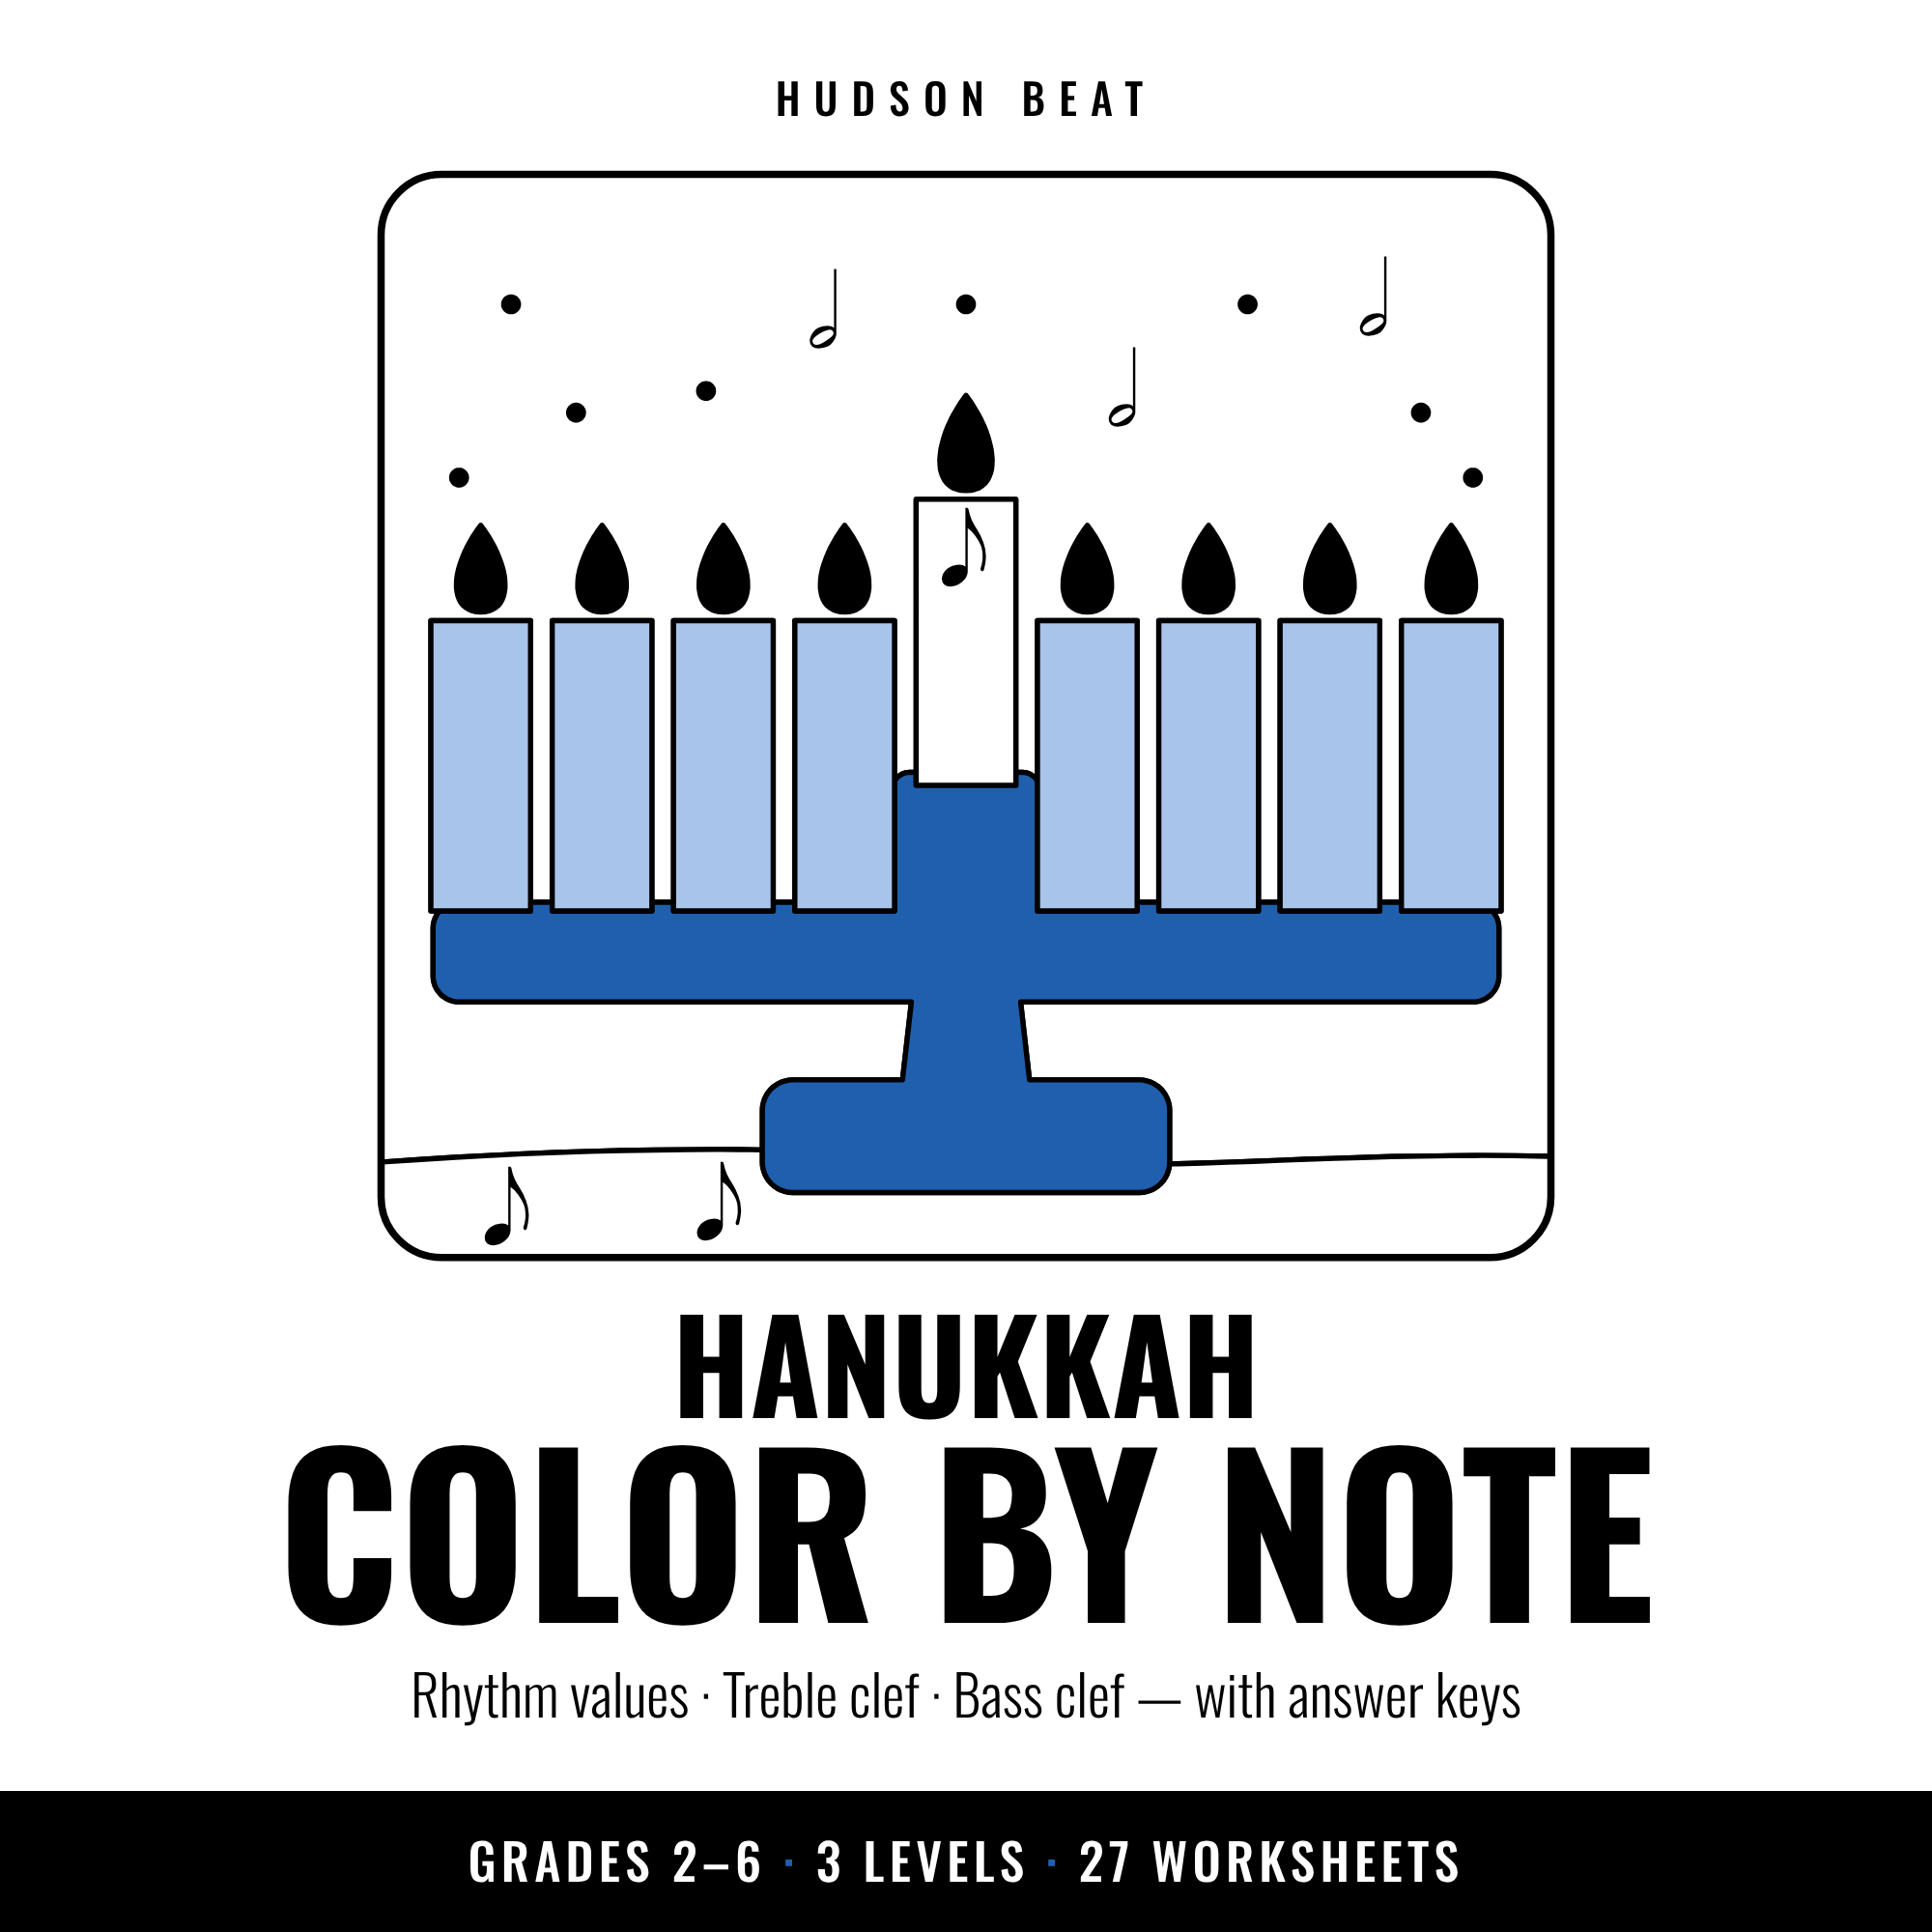 HUDSON BEAT
HANUKKAH
COLOR BY NOTE
Rhythm values · Treble clef · Bass clef — with answer keys
GRADES 2–6 · 3 LEVELS · 27 WORKSHEETS